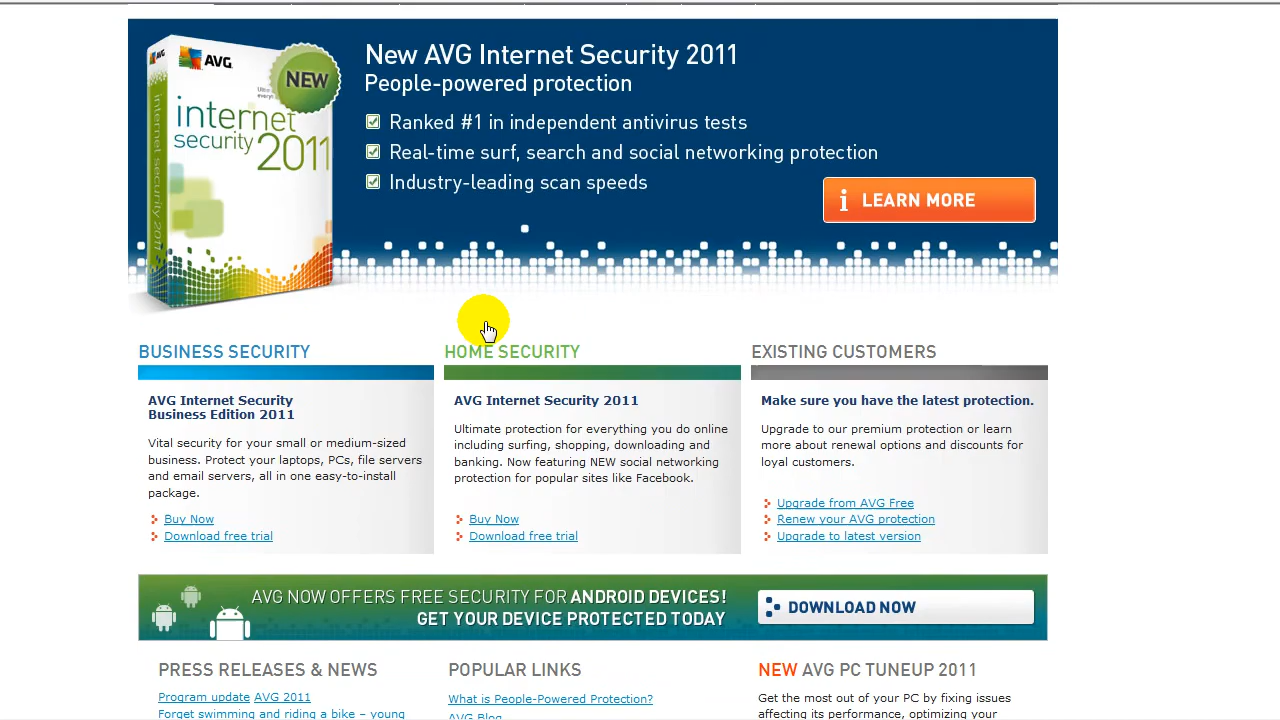 AVG
NEW
internet
security
2011
internet security 2011
New AVG Internet Security 2011
People-powered protection
Ranked #1 in independent antivirus tests
Real-time surf, search and social networking protection
Industry-leading scan speeds
i LEARN MORE
BUSINESS SECURITY
AVG Internet Security
Business Edition 2011
Vital security for your small or medium-sized
business. Protect your laptops, PCs, file servers
and email servers, all in one easy-to-install
package.
Buy Now
Download free trial
HOME SECURITY
AVG Internet Security 2011
Ultimate protection for everything you do online
including surfing, shopping, downloading and
banking. Now featuring NEW social networking
protection for popular sites like Facebook.
Buy Now
Download free trial
EXISTING CUSTOMERS
Make sure you have the latest protection.
Upgrade to our premium protection or learn
more about renewal options and discounts for
loyal customers.
Upgrade from AVG Free
Renew your AVG protection
Upgrade to latest version
AVG NOW OFFERS FREE SECURITY FOR ANDROID DEVICES!
GET YOUR DEVICE PROTECTED TODAY
DOWNLOAD NOW
PRESS RELEASES & NEWS
Program update AVG 2011
Forget swimming and riding a bike – young
POPULAR LINKS
What is People-Powered Protection?
AVG Blog
NEW AVG PC TUNEUP 2011
Get the most out of your PC by fixing issues
affecting its performance, optimizing your